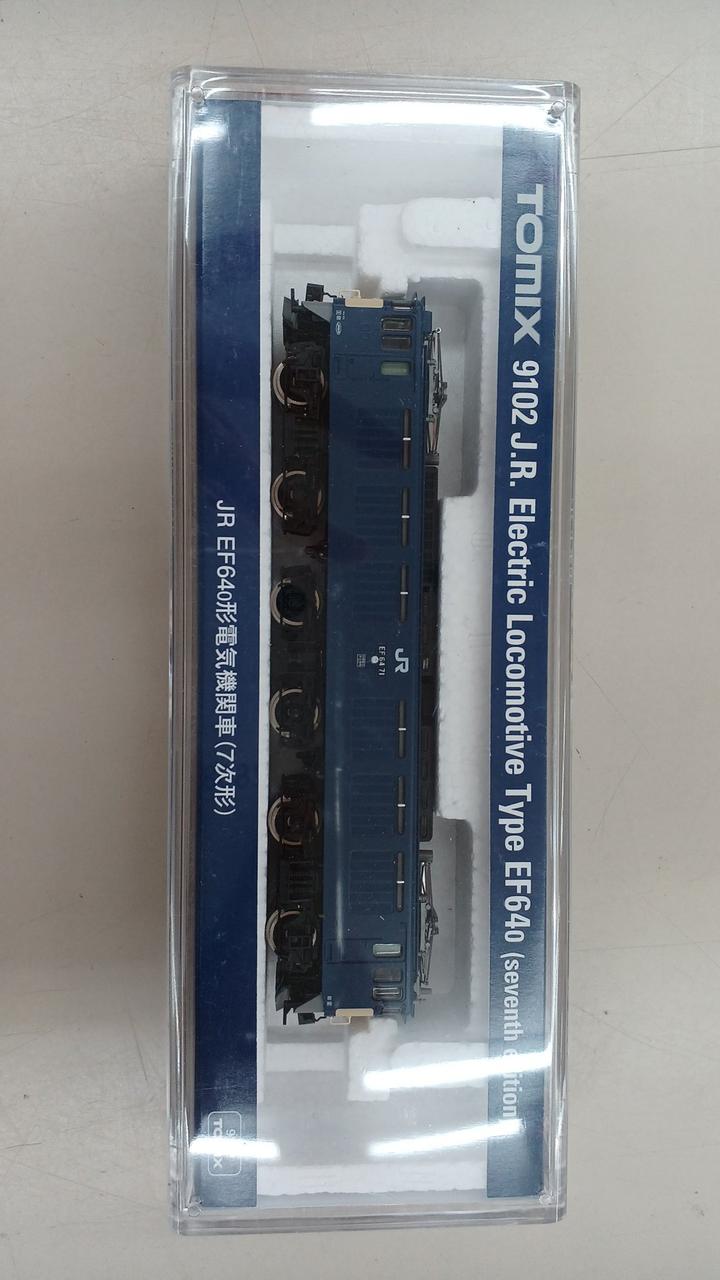 TOMIX 9102 J.R. Electric Locomotive Type EF640 (seventh
JR
EF64 71
JR EF640形電気機関車(7次形)